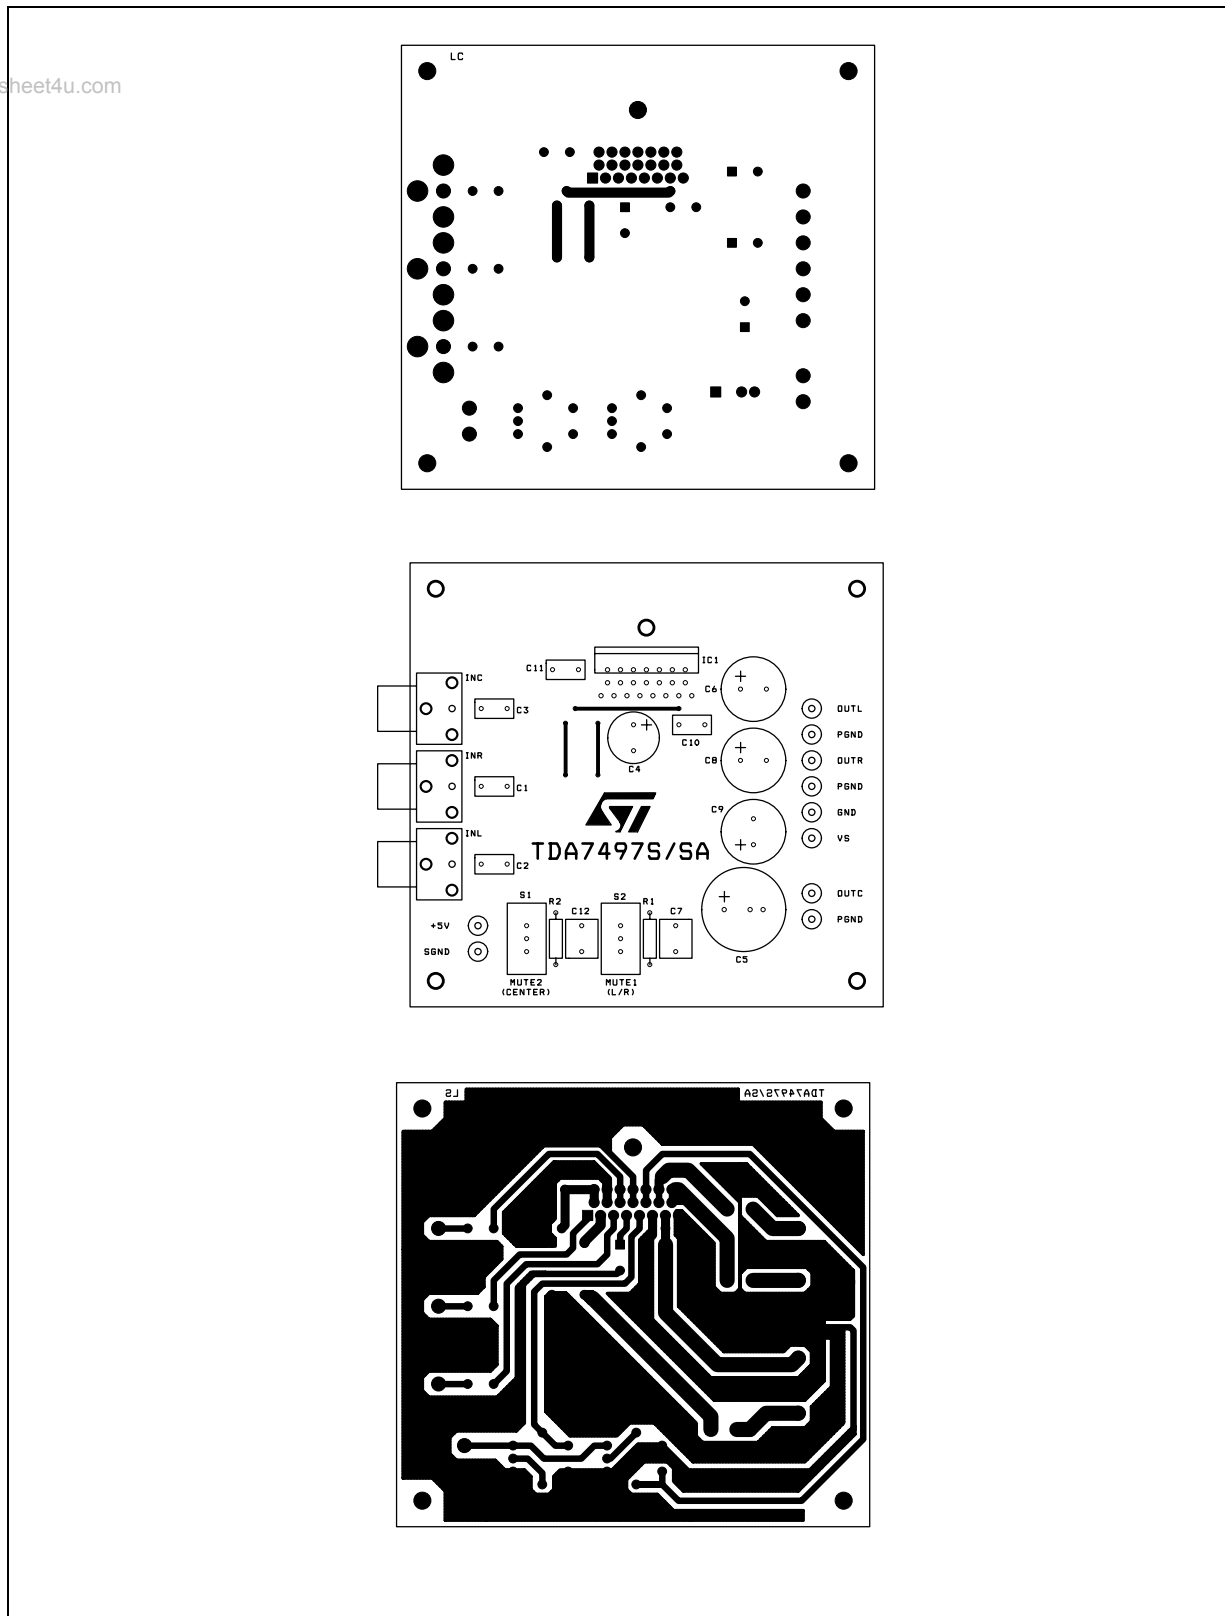 LC
sheet4u.com
INC
C11
IC1
C6
C3
OUTL
PGND
C10
INR
C4
C8
OUTR
C1
PGND
C9
GND
ST
VS
INL
TDA7497S/SA
C2
S1
R2
C12
S2
R1
C7
OUTC
+5V
PGND
SGND
C5
MUTE2
(CENTER)
MUTE1
(L/R)
LS
TDA7497S/SA